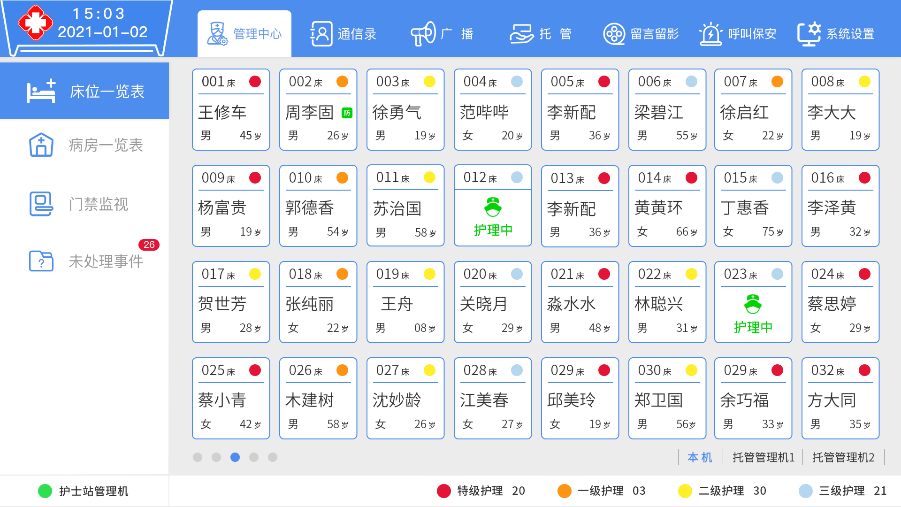 15:03
2021-01-02
管理中心
通信录
广 播
托 管
留言留影
呼叫保安
系统设置
床位一览表
病房一览表
门禁监视
未处理事件
26
001床
王修车
男 45岁
002床
周李固 防
男 26岁
003床
徐勇气
男 19岁
004床
范哔哔
女 20岁
005床
李新配
男 36岁
006床
梁碧江
男 55岁
007床
徐启红
女 22岁
008床
李大大
男 19岁
009床
杨富贵
男 19岁
010床
郭德香
男 54岁
011床
苏治国
男 58岁
012床
护理中
013床
李新配
男 36岁
014床
黄黄环
女 66岁
015床
丁惠香
女 75岁
016床
李泽黄
男 32岁
017床
贺世芳
男 28岁
018床
张纯丽
女 22岁
019床
王舟
男 08岁
020床
关晓月
女 29岁
021床
淼水水
男 48岁
022床
林聪兴
男 31岁
023床
护理中
024床
蔡思婷
女 29岁
025床
蔡小青
女 42岁
026床
木建树
男 58岁
027床
沈妙龄
女 26岁
028床
江美春
女 27岁
029床
邱美玲
女 19岁
030床
郑卫国
男 56岁
029床
余巧福
男 33岁
032床
方大同
男 35岁
本 机
托管管理机1
托管管理机2
护士站管理机
特级护理 20
一级护理 03
二级护理 30
三级护理 21